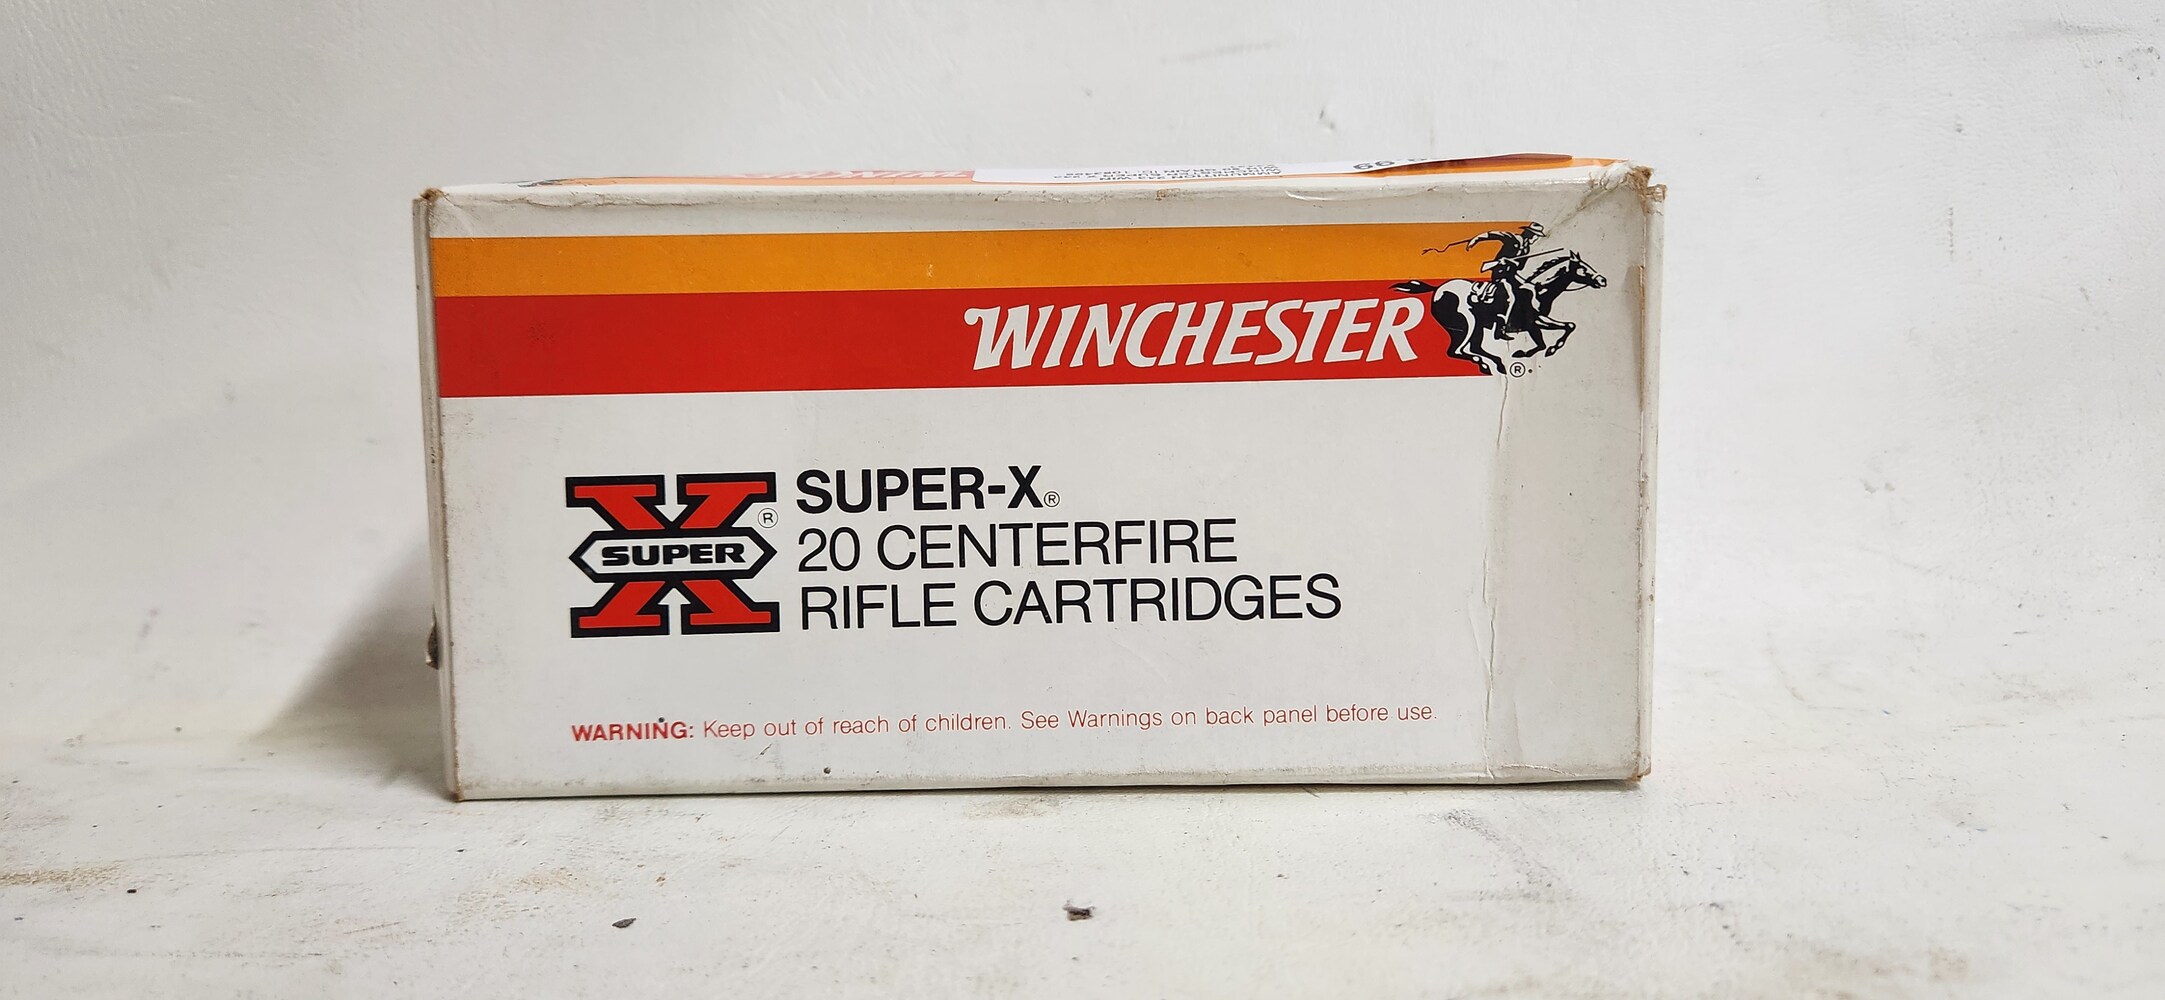 WINCHESTER
®
SUPER-X®
SUPER
®
20 CENTERFIRE
RIFLE CARTRIDGES
WARNING: Keep out of reach of children. See Warnings on back panel before use.